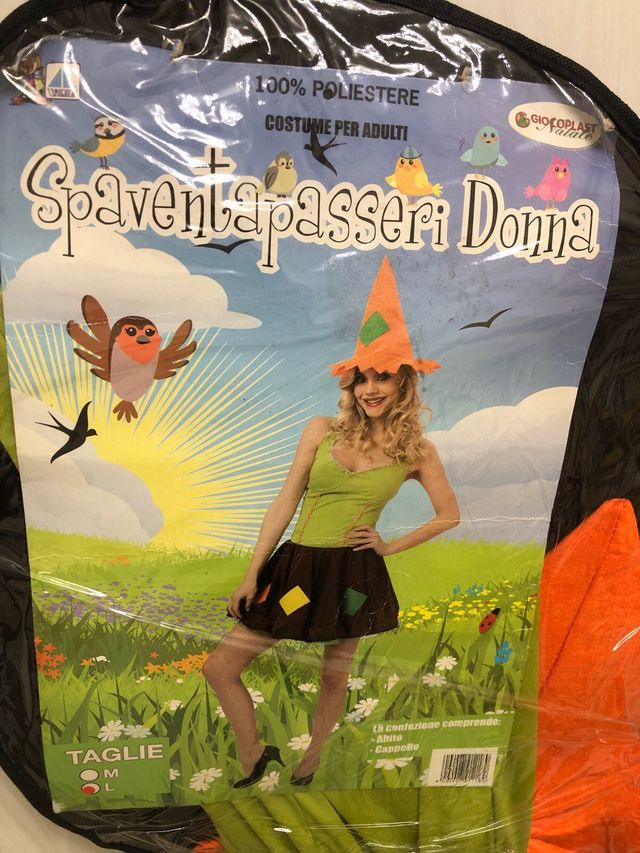 100% POLIESTERE
COSTUME PER ADULTI
GIOCOPLAST
Natale
Spaventapasseri Donna
La confezione comprende:
- Abito
- Cappello
TAGLIE
M
L